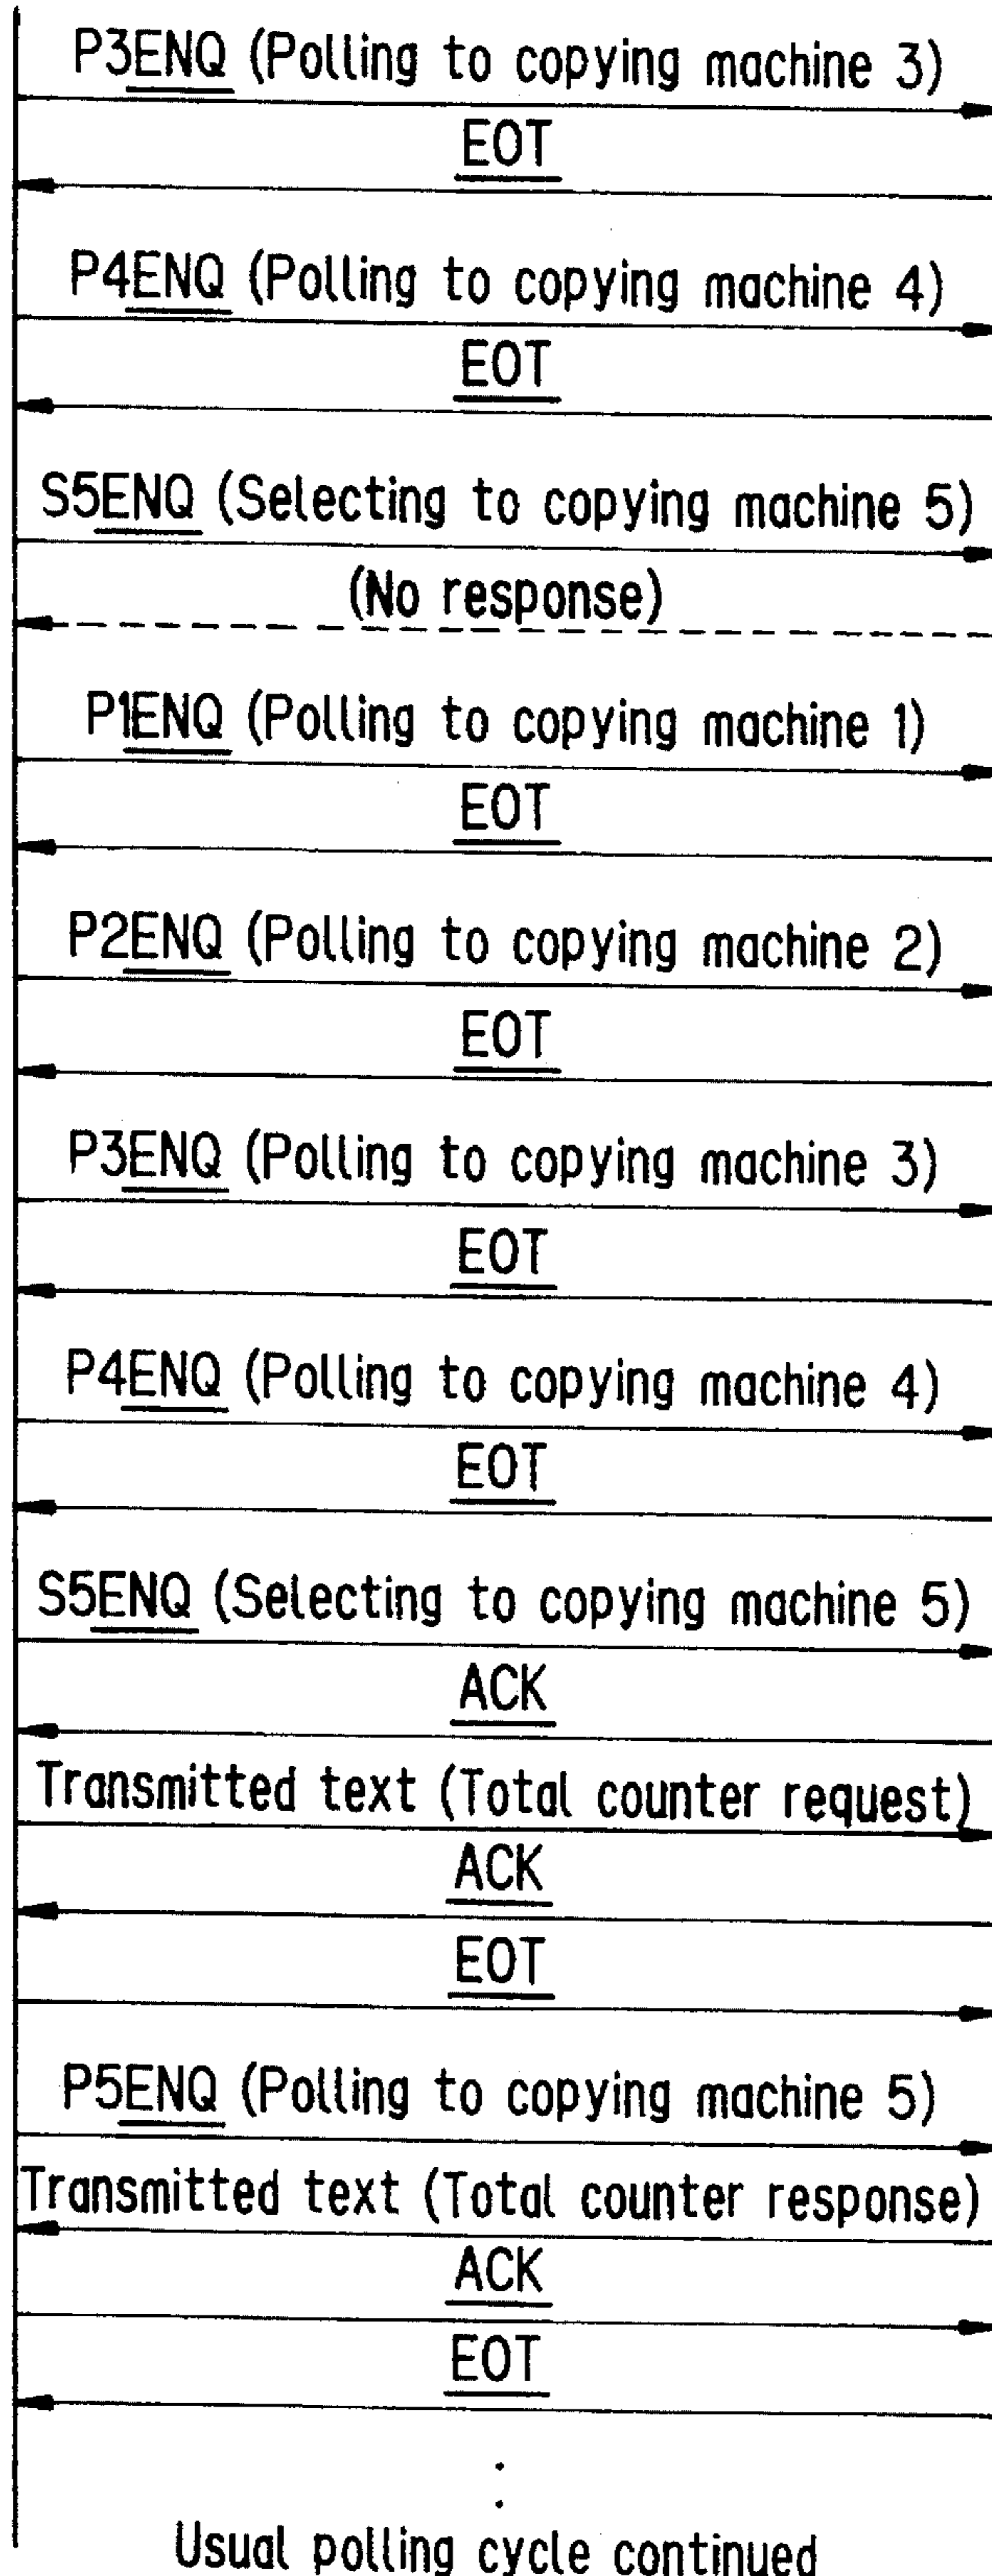 P3ENQ (Polling to copying machine 3)
EOT
P4ENQ (Polling to copying machine 4)
EOT
S5ENQ (Selecting to copying machine 5)
(No response)
P1ENQ (Polling to copying machine 1)
EOT
P2ENQ (Polling to copying machine 2)
EOT
P3ENQ (Polling to copying machine 3)
EOT
P4ENQ (Polling to copying machine 4)
EOT
S5ENQ (Selecting to copying machine 5)
ACK
Transmitted text (Total counter request)
ACK
EOT
P5ENQ (Polling to copying machine 5)
Transmitted text (Total counter response)
ACK
EOT
:
Usual polling cycle continued